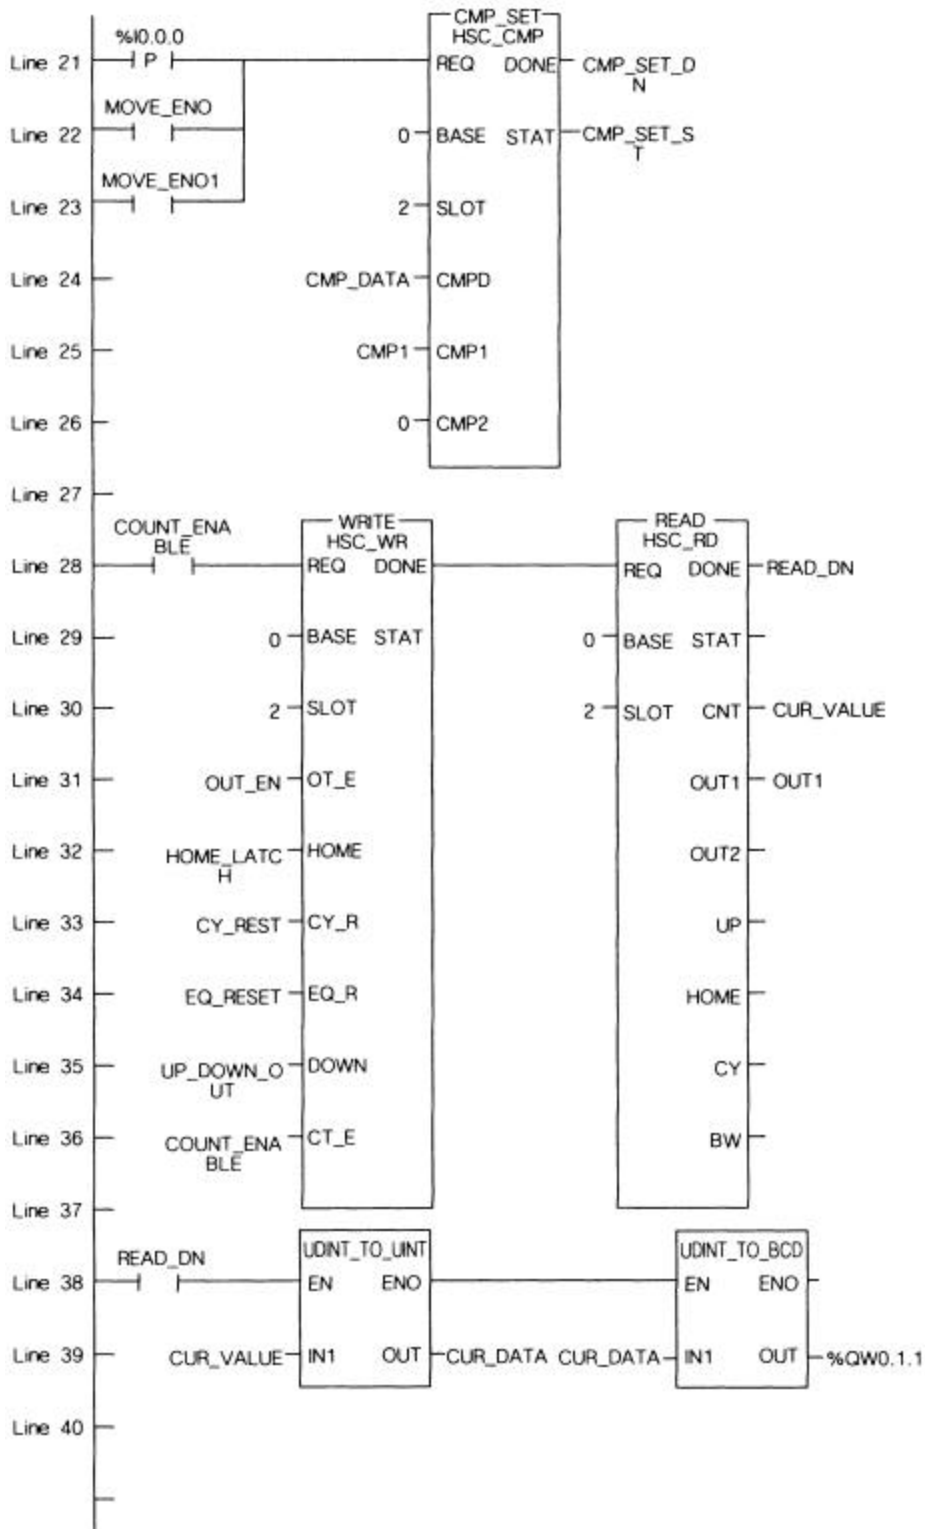 CMP_SET
%I0.0.0 HSC_CMP
Line 21 P REQ DONE CMP_SET_D
N
MOVE_ENO
Line 22 0 BASE STAT CMP_SET_S
T
MOVE_ENO1
Line 23 2 SLOT
Line 24 CMP_DATA CMPD
Line 25 CMP1 CMP1
Line 26 0 CMP2
Line 27
COUNT_ENA WRITE READ
BLE HSC_WR HSC_RD
Line 28 REQ DONE REQ DONE READ_DN
Line 29 0 BASE STAT 0 BASE STAT
Line 30 2 SLOT 2 SLOT CNT CUR_VALUE
Line 31 OUT_EN OT_E OUT1 OUT1
Line 32 HOME_LATC HOME OUT2
H
Line 33 CY_REST CY_R UP
Line 34 EQ_RESET EQ_R HOME
Line 35 UP_DOWN_O DOWN CY
UT
Line 36 COUNT_ENA CT_E BW
BLE
Line 37
READ_DN UDINT_TO_UINT UDINT_TO_BCD
Line 38 EN ENO EN ENO
Line 39 CUR_VALUE IN1 OUT CUR_DATA CUR_DATA IN1 OUT %QW0.1.1
Line 40